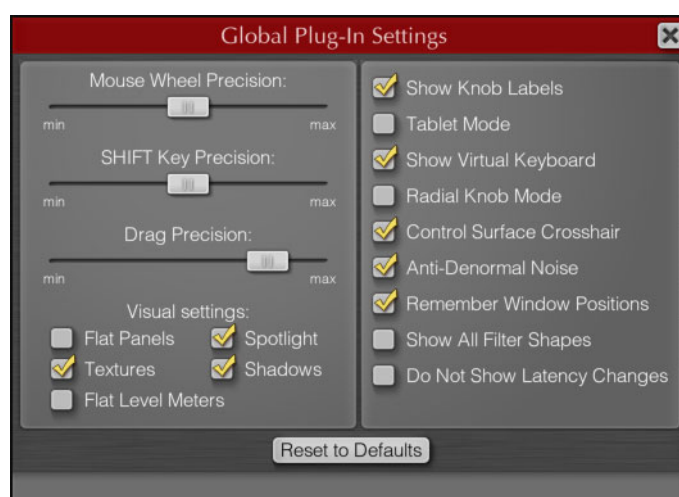 Global Plug-In Settings
Mouse Wheel Precision:
min max
SHIFT Key Precision:
min max
Drag Precision:
min max
Visual settings:
Flat Panels Spotlight
Textures Shadows
Flat Level Meters
Show Knob Labels
Tablet Mode
Show Virtual Keyboard
Radial Knob Mode
Control Surface Crosshair
Anti-Denormal Noise
Remember Window Positions
Show All Filter Shapes
Do Not Show Latency Changes
Reset to Defaults